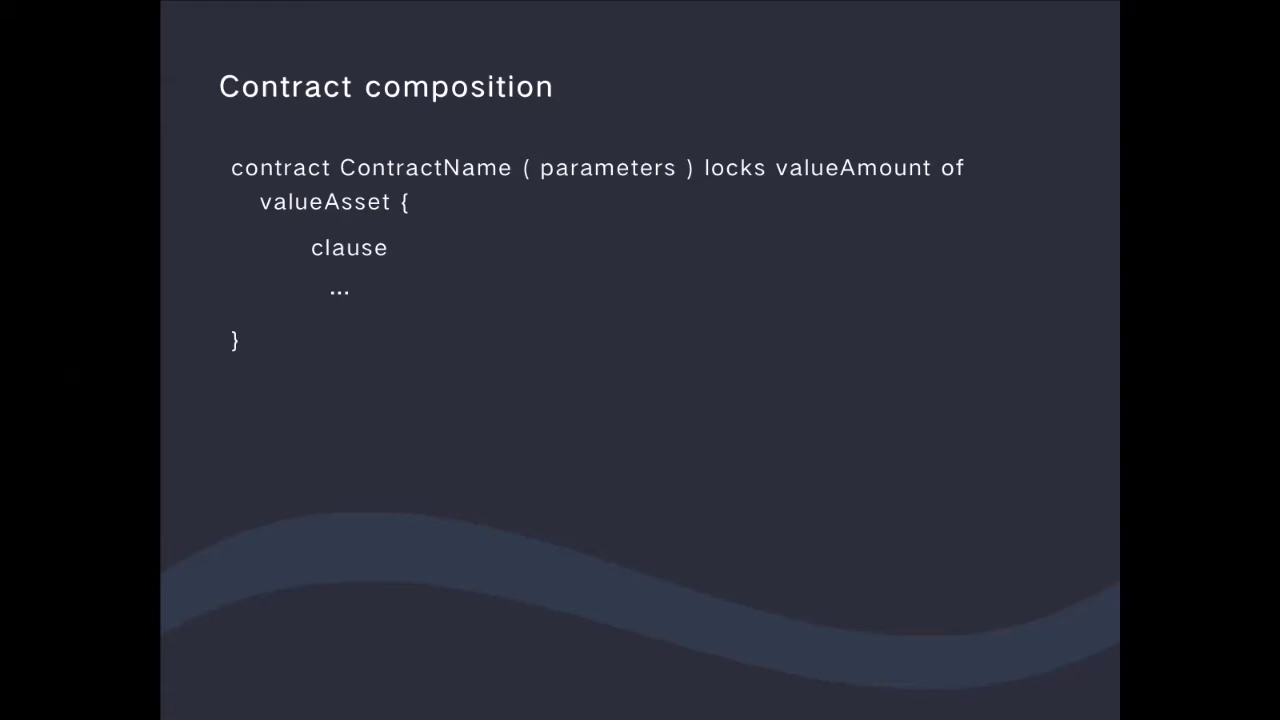 Contract composition
contract ContractName ( parameters ) locks valueAmount of
valueAsset {
clause
...
}